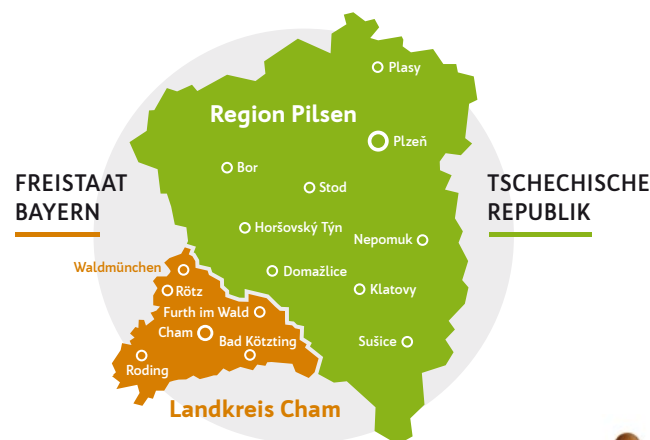 Plasy
Region Pilsen
Plzeň
Bor
FREISTAAT
BAYERN
TSCHECHISCHE
REPUBLIK
Stod
Horšovský Týn
Nepomuk
Waldmünchen
Domažlice
Rötz
Klatovy
Furth im Wald
Cham
Bad Kötzting
Sušice
Roding
Landkreis Cham